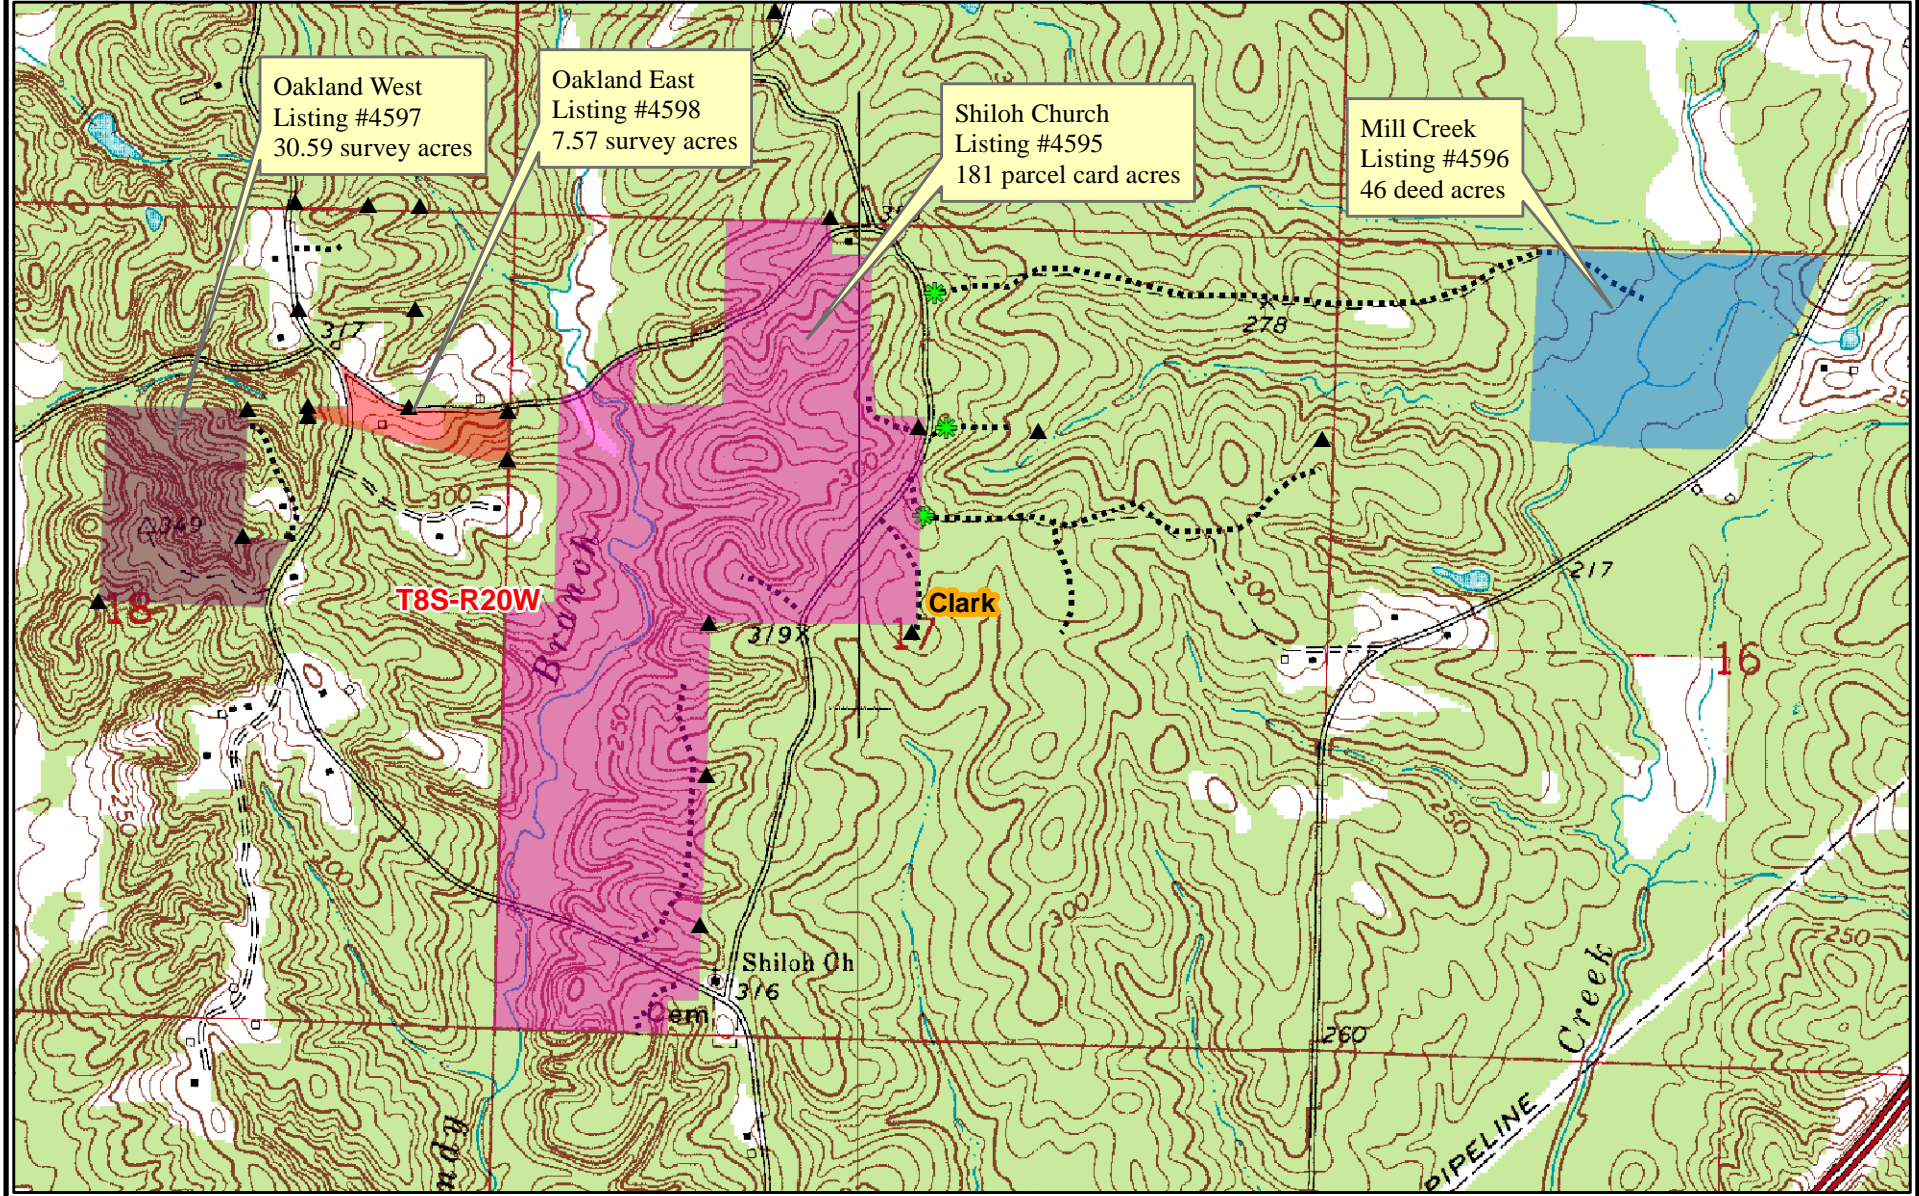 Oakland West
Listing #4597
30.59 survey acres
Oakland East
Listing #4598
7.57 survey acres
Shiloh Church
Listing #4595
181 parcel card acres
Mill Creek
Listing #4596
46 deed acres
317
278
300
300
349
217
T8S-R20W
Clark
18
Branch
319
17
300
16
250
250
300
250
300
250
Shiloh Ch
316
Cem
260
Creek
PIPELINE